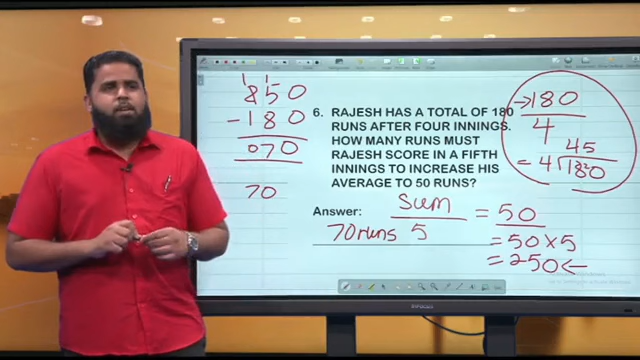 850
-180
070
70
6. RAJESH HAS A TOTAL OF 180
RUNS AFTER FOUR INNINGS.
HOW MANY RUNS MUST
RAJESH SCORE IN A FIFTH
INNINGS TO INCREASE HIS
AVERAGE TO 50 RUNS?
Answer:
70runs
Sum
5
= 50
= 50 x 5
= 250 ←
→ 180
4
45
= 4 180